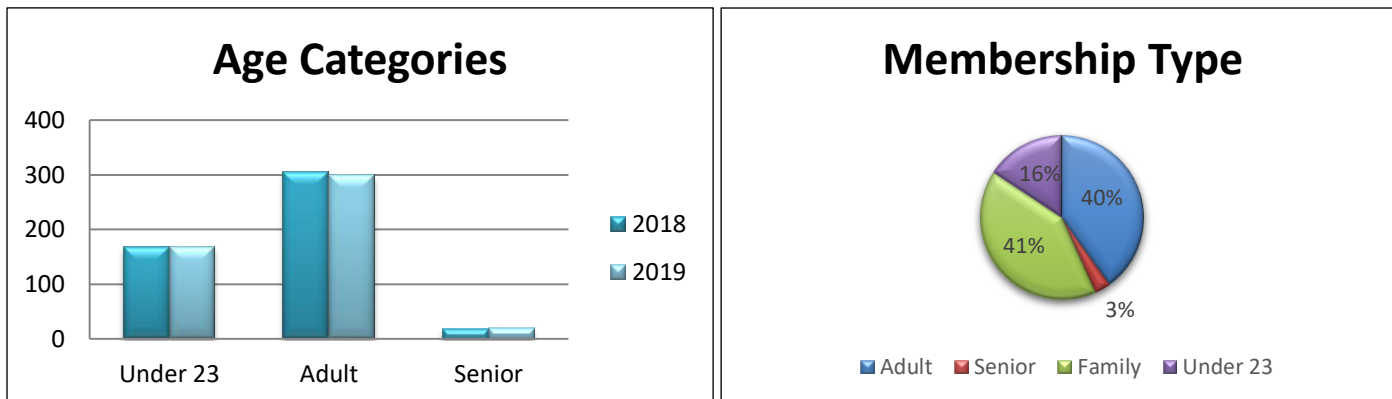 Age Categories
400
300
200
100
0
Under 23 Adult Senior
2018
2019
Membership Type
16%
40%
41%
3%
Adult Senior Family Under 23